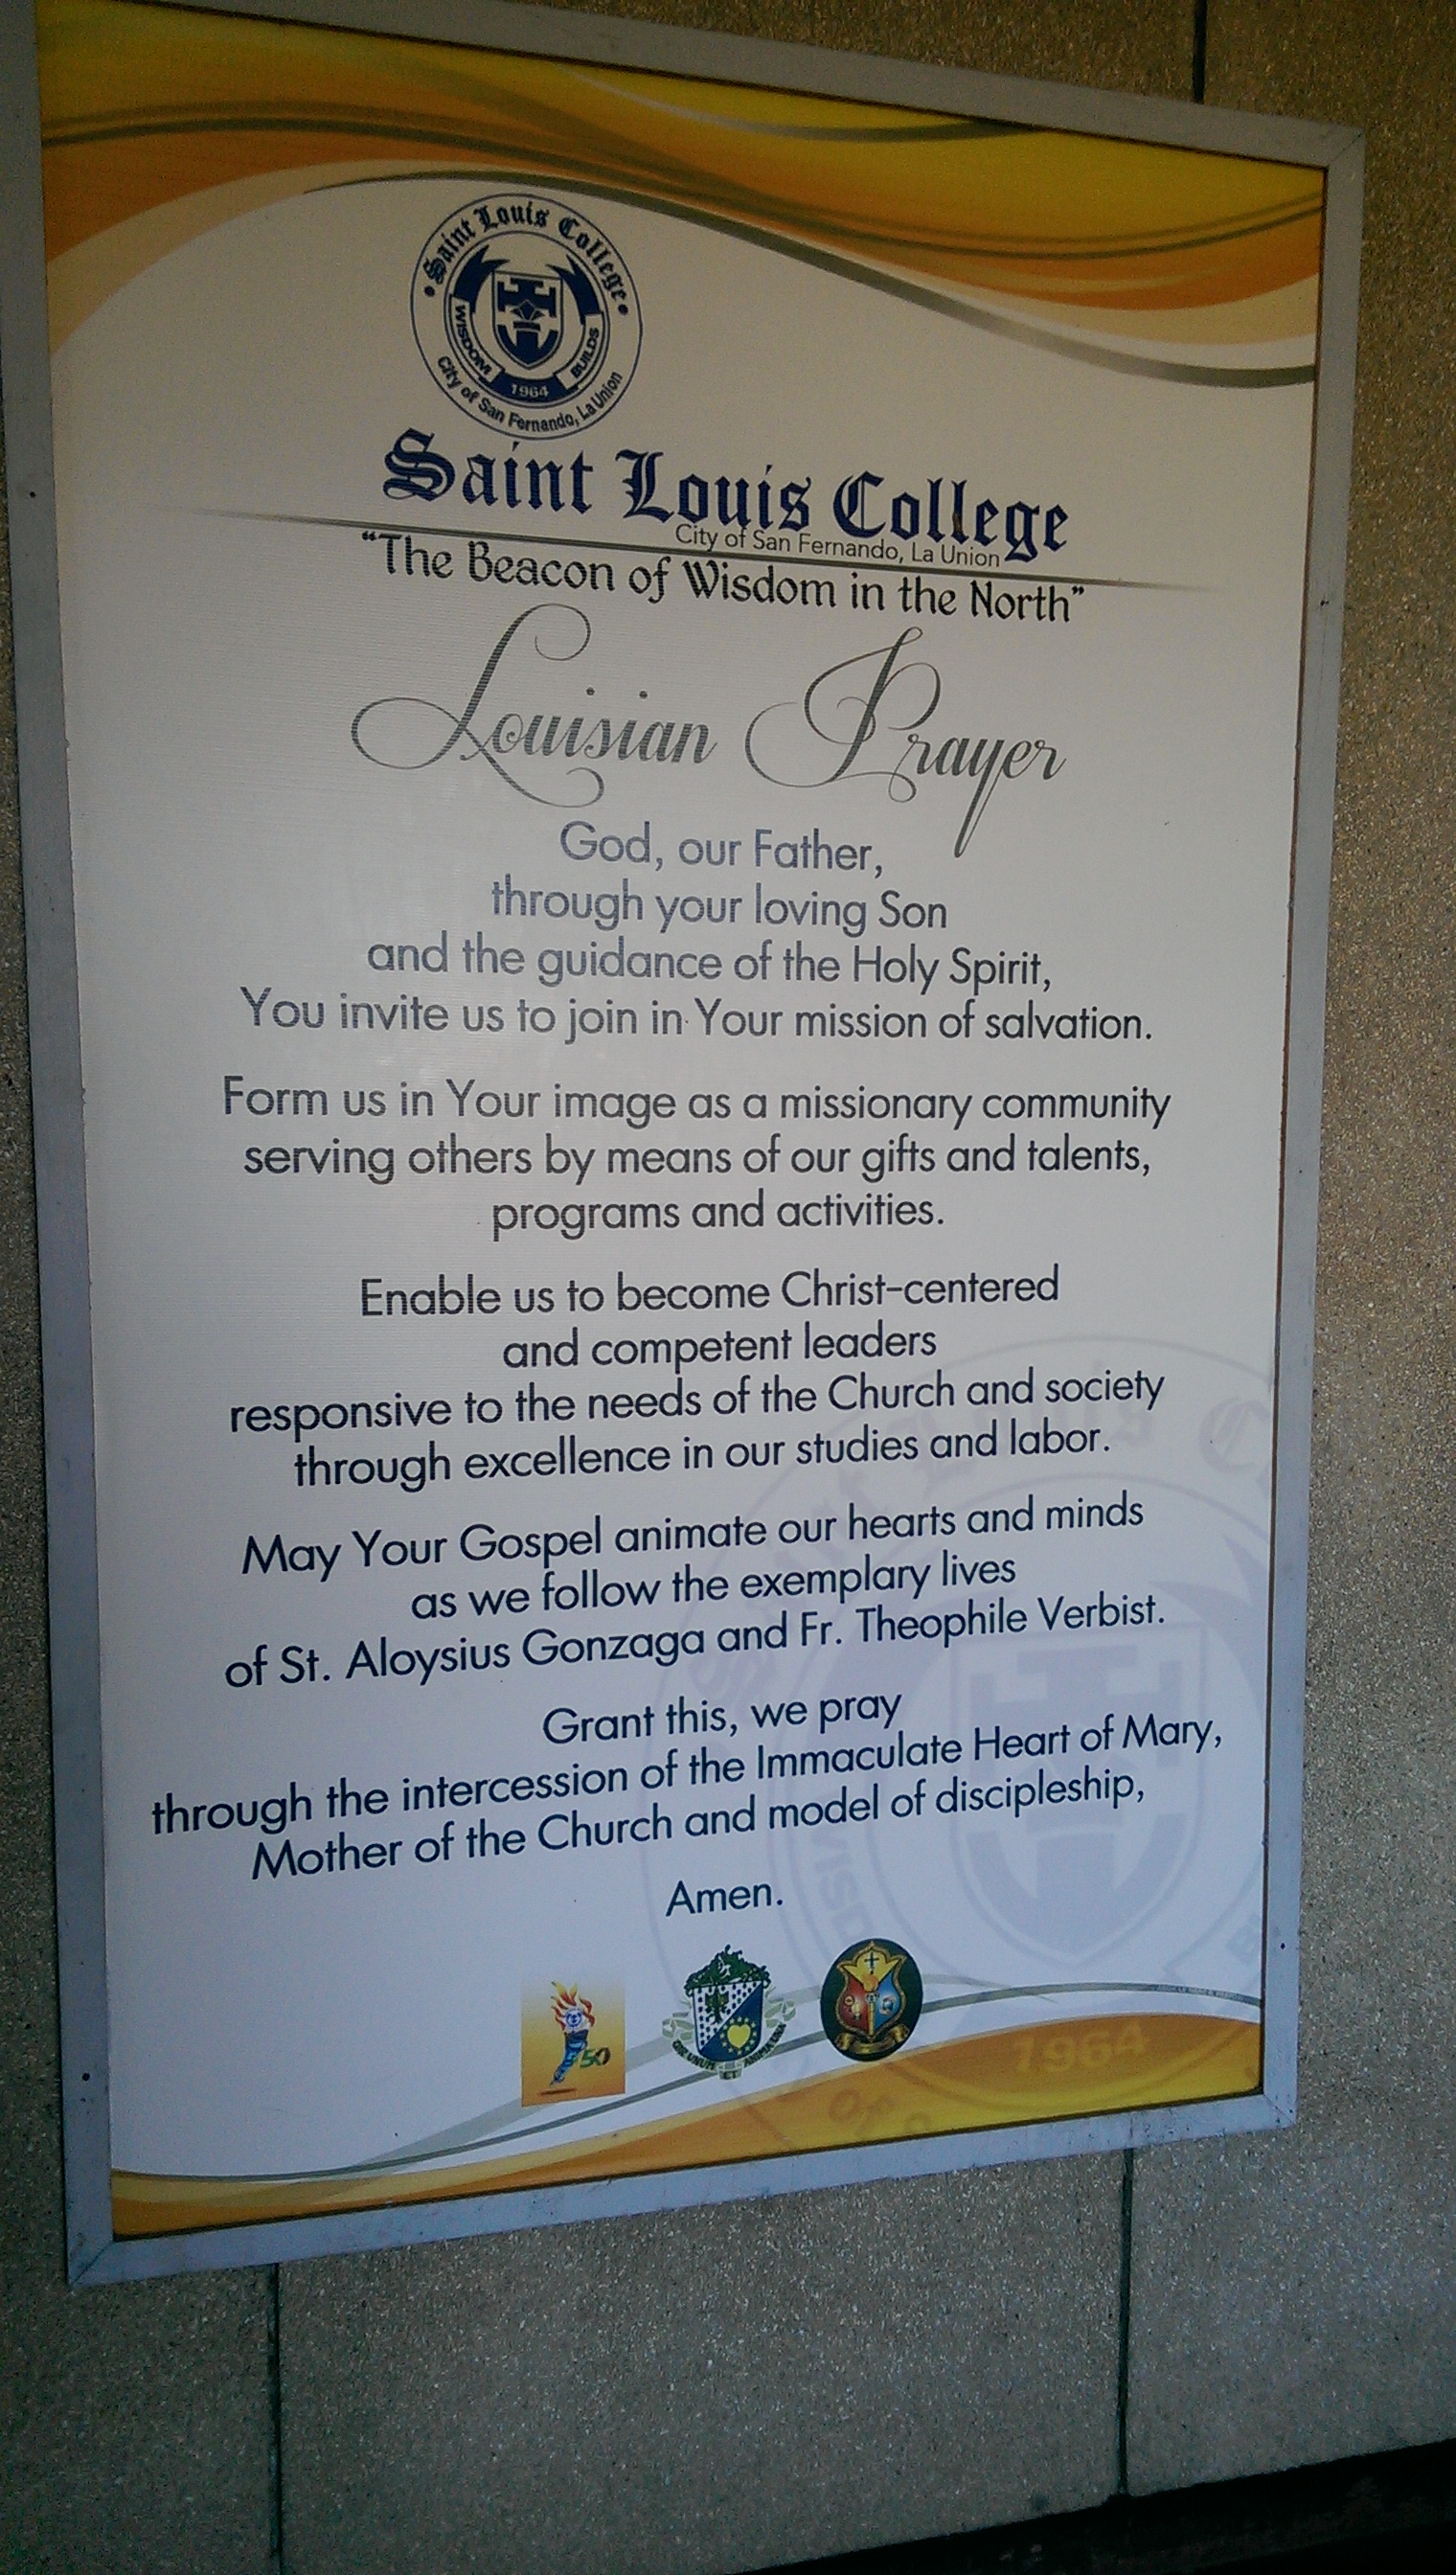 Saint Louis College
WISDOM BUILDS
1964
City of San Fernando, La Union
Saint Louis College
City of San Fernando, La Union
"The Beacon of Wisdom in the North"
Louisian Prayer
God, our Father,
through your loving Son
and the guidance of the Holy Spirit,
You invite us to join in Your mission of salvation.
Form us in Your image as a missionary community
serving others by means of our gifts and talents,
programs and activities.
Enable us to become Christ-centered
and competent leaders
responsive to the needs of the Church and society
through excellence in our studies and labor.
May Your Gospel animate our hearts and minds
as we follow the exemplary lives
of St. Aloysius Gonzaga and Fr. Theophile Verbist.
Grant this, we pray
through the intercession of the Immaculate Heart of Mary,
Mother of the Church and model of discipleship,
Amen.
50
1964